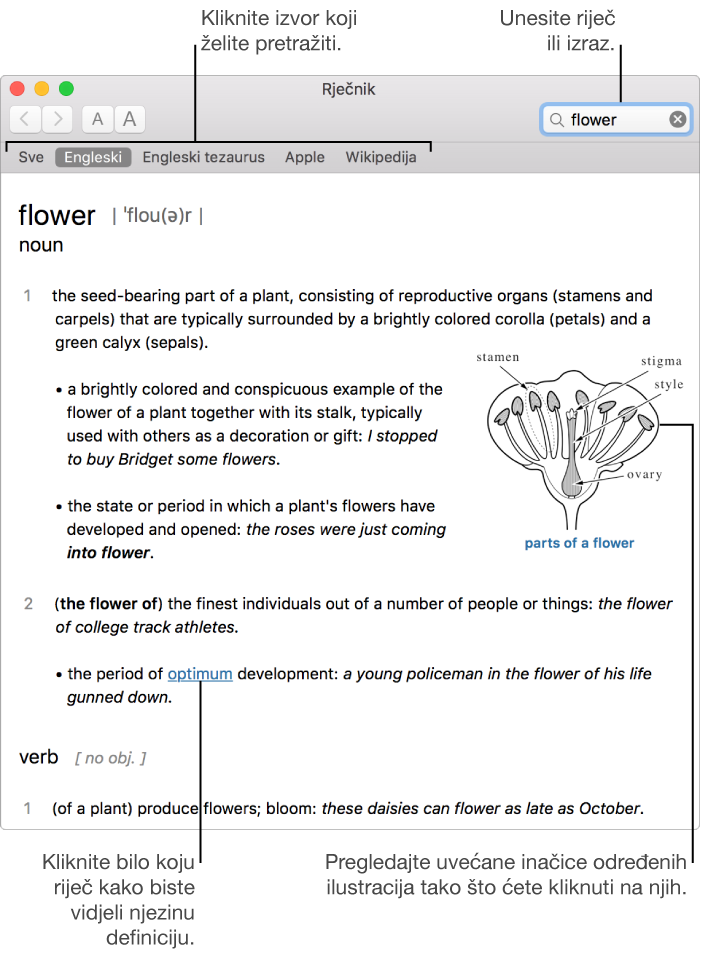 Kliknite izvor koji
želite pretražiti.
Unesite riječ
ili izraz.
Rječnik
A A
flower
Sve Engleski Engleski tezaurus Apple Wikipedija
flower | ˈflou(ə)r |
noun
1 the seed-bearing part of a plant, consisting of reproductive organs (stamens and
carpels) that are typically surrounded by a brightly colored corolla (petals) and a
green calyx (sepals).
• a brightly colored and conspicuous example of the
flower of a plant together with its stalk, typically
used with others as a decoration or gift: I stopped
to buy Bridget some flowers.
• the state or period in which a plant's flowers have
developed and opened: the roses were just coming
into flower.
stamen
stigma
style
ovary
parts of a flower
2 (the flower of) the finest individuals out of a number of people or things: the flower
of college track athletes.
• the period of optimum development: a young policeman in the flower of his life
gunned down.
verb [ no obj. ]
1 (of a plant) produce flowers; bloom: these daisies can flower as late as October.
Kliknite bilo koju
riječ kako biste
vidjeli njezinu
definiciju.
Pregledajte uvećane inačice određenih
ilustracija tako što ćete kliknuti na njih.